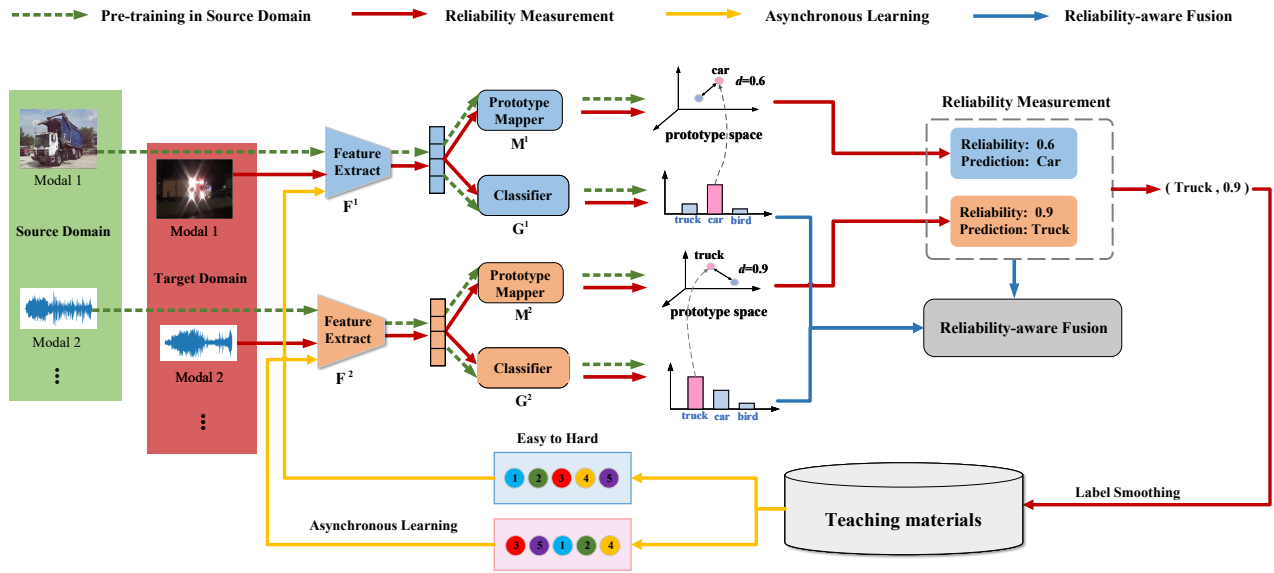 Pre-training in Source Domain
Reliability Measurement
Asynchronous Learning
Reliability-aware Fusion
Modal 1
Source Domain
Modal 2
Modal 1
Target Domain
Modal 2
Feature
Extract
F1
Prototype
Mapper
M1
Classifier
G1
car
d=0.6
prototype space
truck car bird
Feature
Extract
F2
Prototype
Mapper
M2
Classifier
G2
truck
d=0.9
prototype space
truck car bird
Reliability Measurement
Reliability: 0.6
Prediction: Car
Reliability: 0.9
Prediction: Truck
( Truck , 0.9 )
Reliability-aware Fusion
Easy to Hard
1 2 3 4 5
Asynchronous Learning
3 5 1 2 4
Teaching materials
Label Smoothing